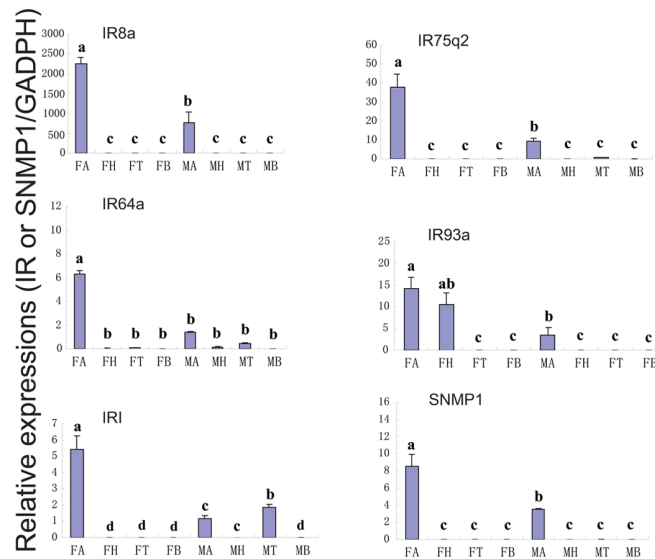 Relative expressions (IR or SNMP1/GADPH)
IR8a
3000
2500
2000
1500
1000
500
0
a c c c b c c c
FA FH FT FB MA MH MT MB
IR75q2
60
50
40
30
20
10
0
a c c c b c c c
FA FH FT FB MA MH MT MB
IR64a
12
10
8
6
4
2
0
a b b b b b b b
FA FH FT FB MA MH MT MB
IR93a
25
20
15
10
5
0
a ab c c b c c c
FA FH FT FB MA FH FT FB
IRI
7
6
5
4
3
2
1
0
a d d d c c b d
FA FH FT FB MA MH MT MB
SNMP1
16
14
12
10
8
6
4
2
0
a c c c b c c c
FA FH FT FB MA MH MT MB